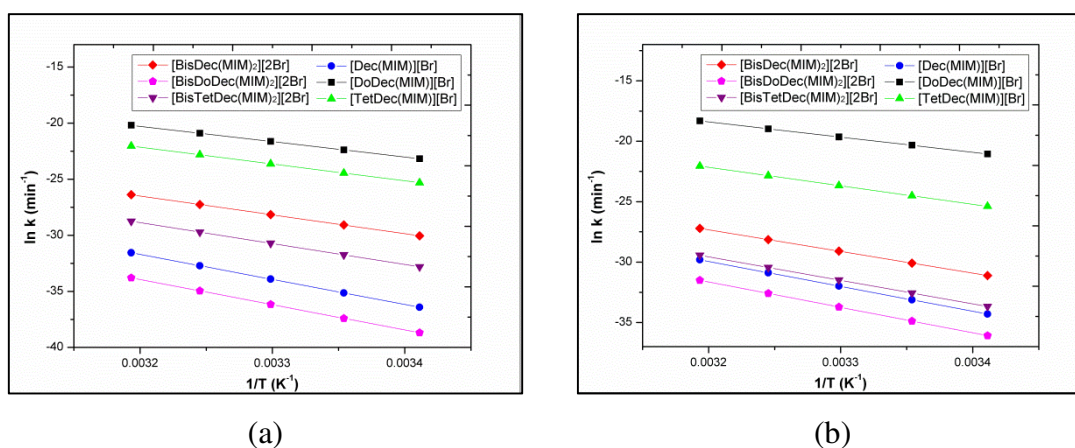 [BisDec(MIM)₂][2Br] [Dec(MIM)][Br]
[BisDoDec(MIM)₂][2Br] [DoDec(MIM)][Br]
[BisTetDec(MIM)₂][2Br] [TetDec(MIM)][Br]
-15
-20
-25
-30
-35
-40
ln k (min⁻¹)
0.0032 0.0033 0.0034
1/T (K⁻¹)
(a)
[BisDec(MIM)₂][2Br] [Dec(MIM)][Br]
[BisDoDec(MIM)₂][2Br] [DoDec(MIM)][Br]
[BisTetDec(MIM)₂][2Br] [TetDec(MIM)][Br]
-15
-20
-25
-30
-35
ln k (min⁻¹)
0.0032 0.0033 0.0034
1/T (K⁻¹)
(b)